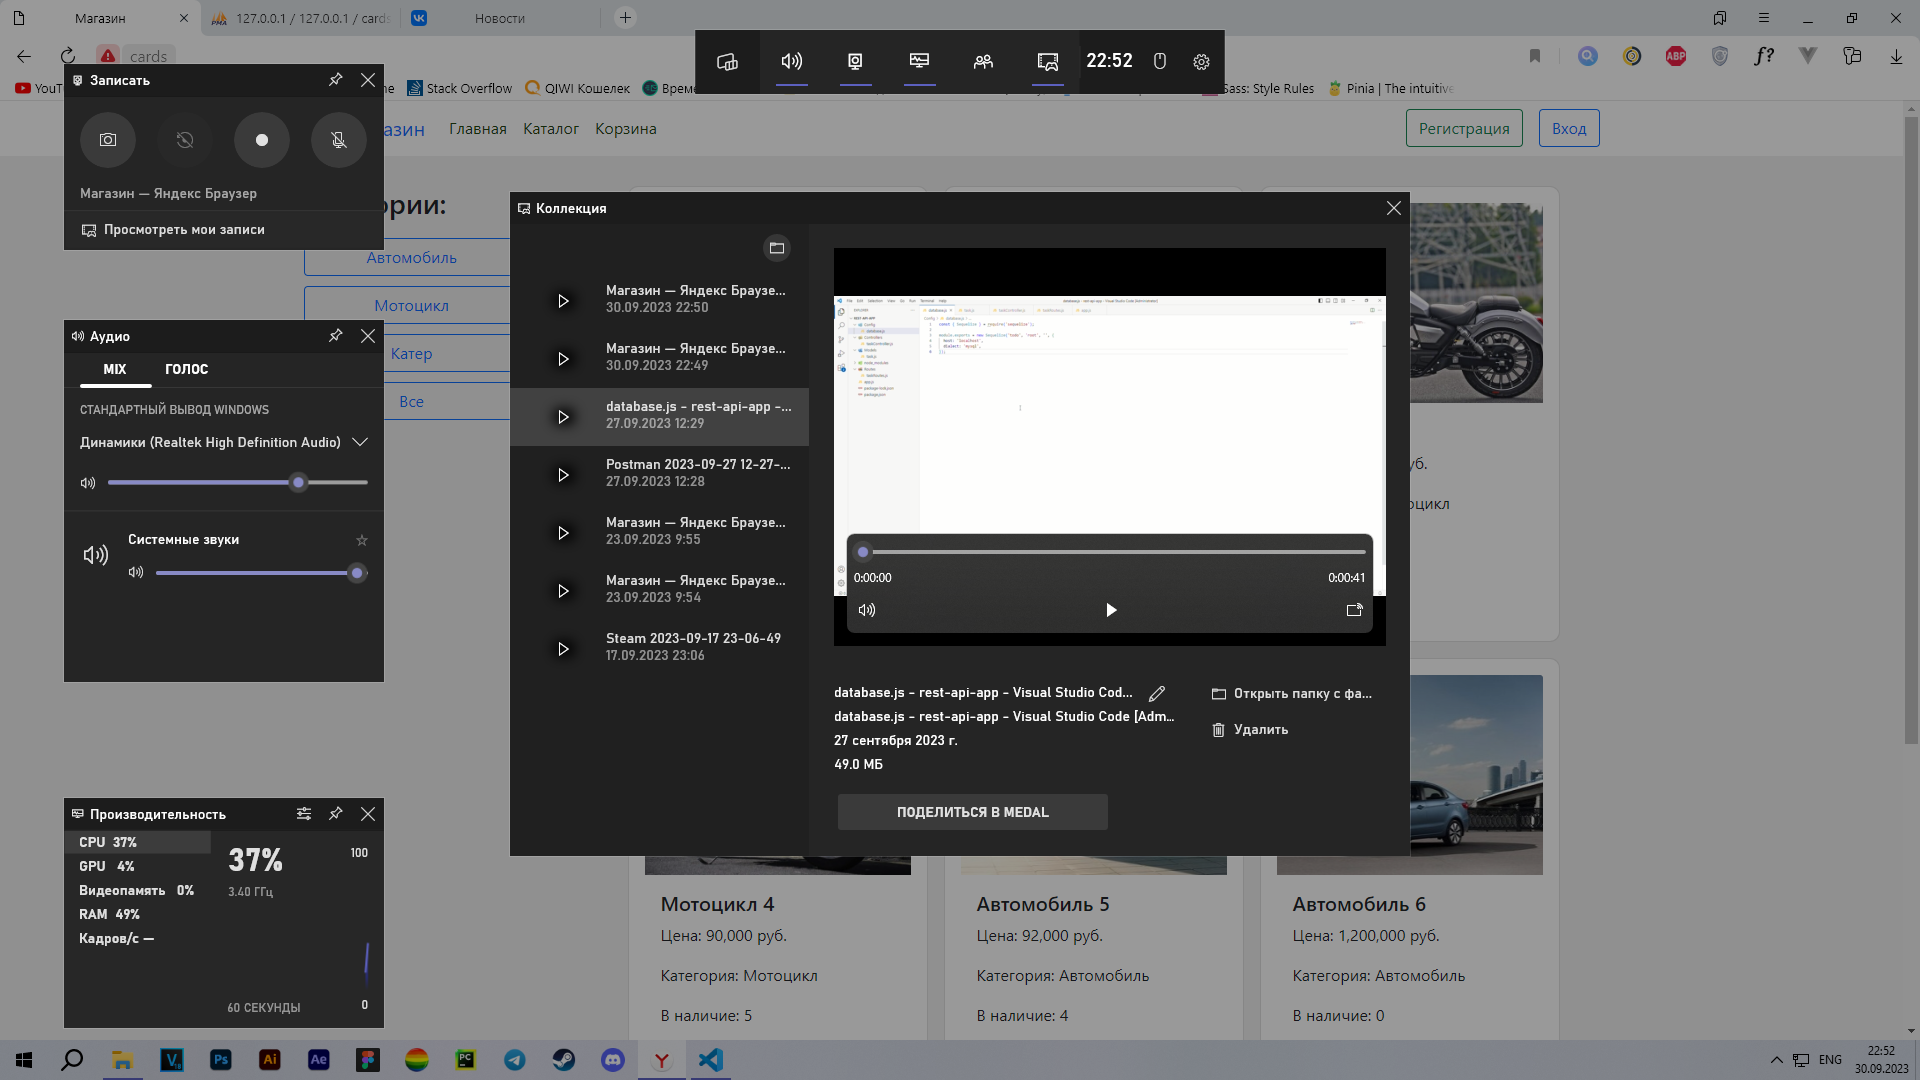 Магазин
127.0.0.1 / 127.0.0.1 / cards
Новости
cards
ABP
f?
22:52
YouTu
me
Stack Overflow
QIWI Кошелек
Време
Sass: Style Rules
Pinia | The intuitive
азин
Главная
Каталог
Корзина
Регистрация
Вход
Записать
Магазин — Яндекс Браузер
Просмотреть мои записи
ории:
Автомобиль
Мотоцикл
Катер
Все
Аудио
MIX
ГОЛОС
СТАНДАРТНЫЙ ВЫВОД WINDOWS
Динамики (Realtek High Definition Audio)
Системные звуки
Производительность
CPU 37%
GPU 4%
Видеопамять 0%
RAM 49%
Кадров/с —
37%
3.40 ГГц
100
60 СЕКУНДЫ
0
Коллекция
Магазин — Яндекс Браузе...
30.09.2023 22:50
Магазин — Яндекс Браузе...
30.09.2023 22:49
database.js - rest-api-app -...
27.09.2023 12:29
Postman 2023-09-27 12-27-...
27.09.2023 12:28
Магазин — Яндекс Браузе...
23.09.2023 9:55
Магазин — Яндекс Браузе...
23.09.2023 9:54
Steam 2023-09-17 23-06-49
17.09.2023 23:06
0:00:00
0:00:41
database.js - rest-api-app - Visual Studio Cod...
database.js - rest-api-app - Visual Studio Code [Adm...
27 сентября 2023 г.
49.0 МБ
Открыть папку с фа...
Удалить
ПОДЕЛИТЬСЯ В MEDAL
уб.
оцикл
Мотоцикл 4
Цена: 90,000 руб.
Категория: Мотоцикл
В наличие: 5
Автомобиль 5
Цена: 92,000 руб.
Категория: Автомобиль
В наличие: 4
Автомобиль 6
Цена: 1,200,000 руб.
Категория: Автомобиль
В наличие: 0
Ps
Ai
Ae
PC
ENG
22:52
30.09.2023